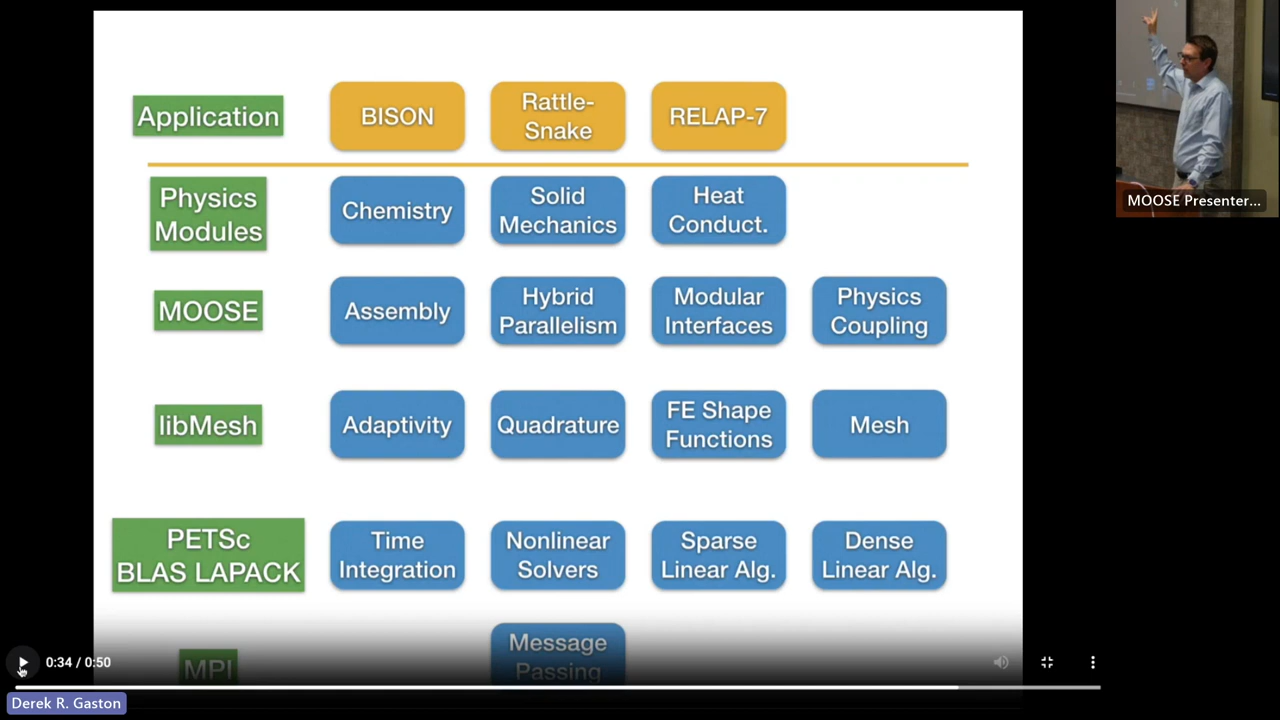 Application
BISON
Rattle-
Snake
RELAP-7
Physics
Modules
Chemistry
Solid
Mechanics
Heat
Conduct.
MOOSE
Assembly
Hybrid
Parallelism
Modular
Interfaces
Physics
Coupling
libMesh
Adaptivity
Quadrature
FE Shape
Functions
Mesh
PETSc
BLAS LAPACK
Time
Integration
Nonlinear
Solvers
Sparse
Linear Alg.
Dense
Linear Alg.
MPI
Message
Passing
0:34 / 0:50
Derek R. Gaston
MOOSE Presenter...